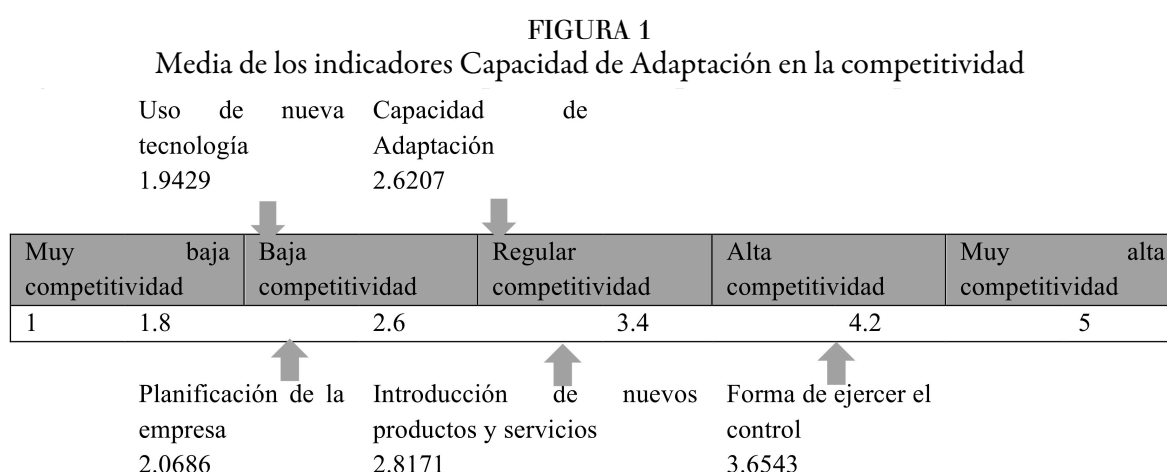 FIGURA 1
Media de los indicadores Capacidad de Adaptación en la competitividad
Uso de nueva tecnología
1.9429
Capacidad de Adaptación
2.6207
Muy baja competitividad
Baja competitividad
Regular competitividad
Alta competitividad
Muy alta competitividad
1 1.8 2.6 3.4 4.2 5
Planificación de la empresa
2.0686
Introducción de nuevos productos y servicios
2.8171
Forma de ejercer el control
3.6543